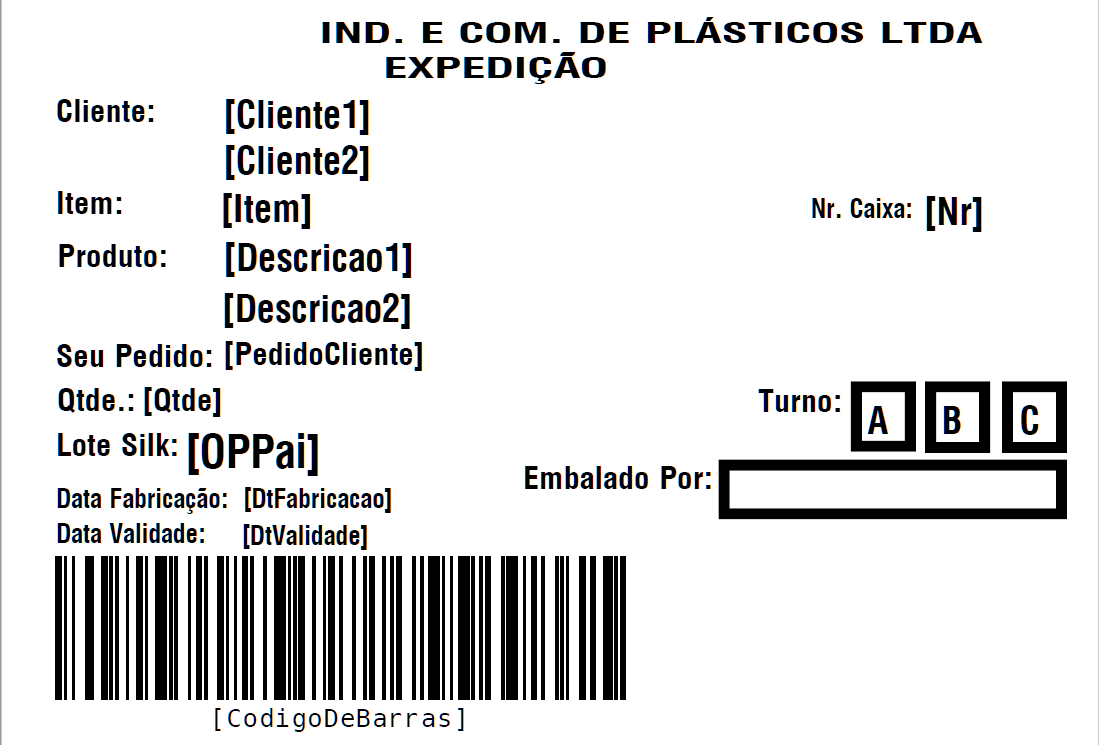 IND. E COM. DE PLÁSTICOS LTDA
EXPEDIÇÃO
Cliente: [Cliente1]
[Cliente2]
Item: [Item]
Nr. Caixa: [Nr]
Produto: [Descricao1]
[Descricao2]
Seu Pedido: [PedidoCliente]
Qtde.: [Qtde]
Turno: A B C
Lote Silk: [OPPai]
Embalado Por:
Data Fabricação: [DtFabricacao]
Data Validade: [DtValidade]
[CodigoDeBarras]